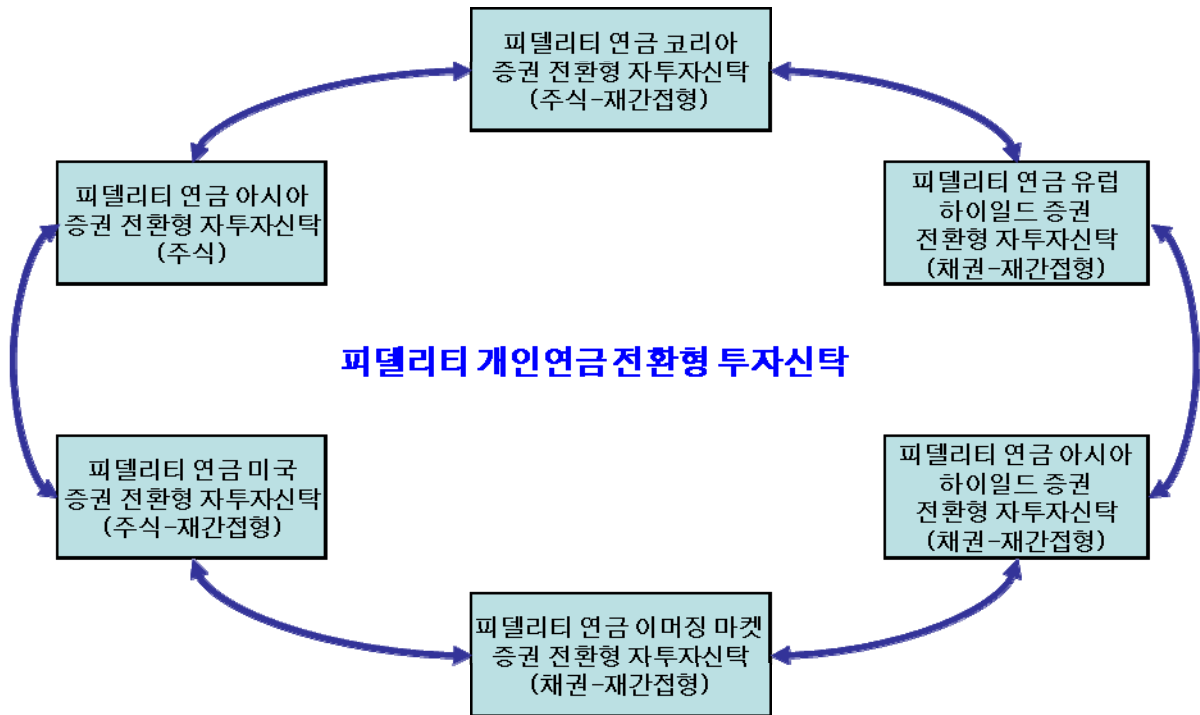 피델리티 연금 코리아
증권 전환형 자투자신탁
(주식-재간접형)
피델리티 연금 아시아
증권 전환형 자투자신탁
(주식)
피델리티 연금 유럽
하이일드 증권
전환형 자투자신탁
(채권-재간접형)
피델리티 개인연금 전환형 투자신탁
피델리티 연금 미국
증권 전환형 자투자신탁
(주식-재간접형)
피델리티 연금 아시아
하이일드 증권
전환형 자투자신탁
(채권-재간접형)
피델리티 연금 이머징 마켓
증권 전환형 자투자신탁
(채권-재간접형)